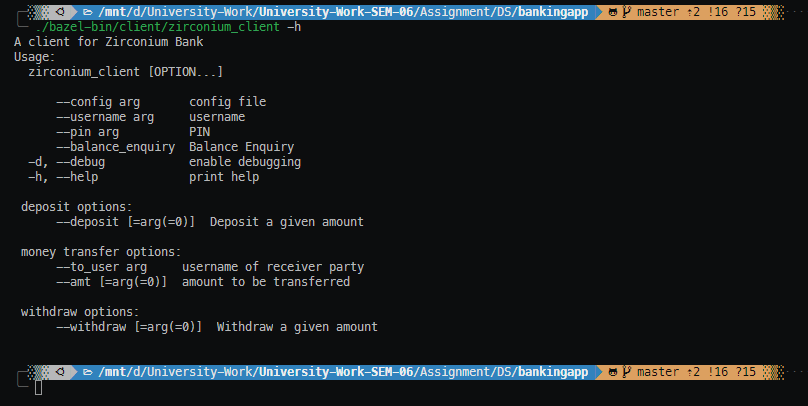 /mnt/d/University-Work/University-Work-SEM-06/Assignment/DS/bankingapp master ⇡2 !16 ?15
./bazel-bin/client/zirconium_client -h
A client for Zirconium Bank
Usage:
zirconium_client [OPTION...]
--config arg config file
--username arg username
--pin arg PIN
--balance_enquiry Balance Enquiry
-d, --debug enable debugging
-h, --help print help
deposit options:
--deposit [=arg(=0)] Deposit a given amount
money transfer options:
--to_user arg username of receiver party
--amt [=arg(=0)] amount to be transferred
withdraw options:
--withdraw [=arg(=0)] Withdraw a given amount
/mnt/d/University-Work/University-Work-SEM-06/Assignment/DS/bankingapp master ⇡2 !16 ?15